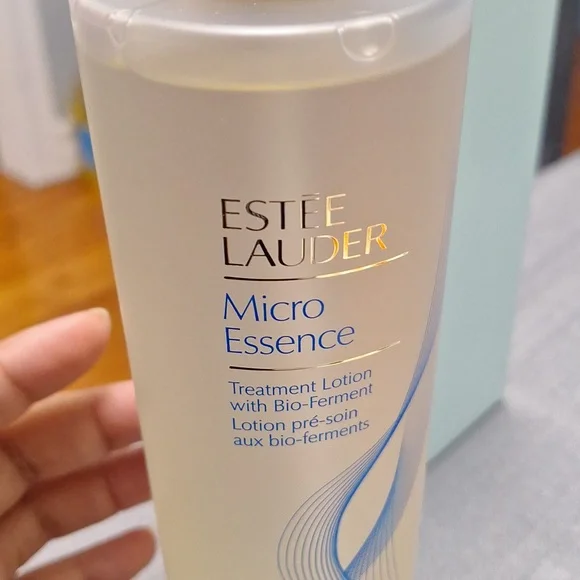 ESTĒE
LAUDER
Micro
Essence
Treatment Lotion
with Bio-Ferment
Lotion pré-soin
aux bio-ferments